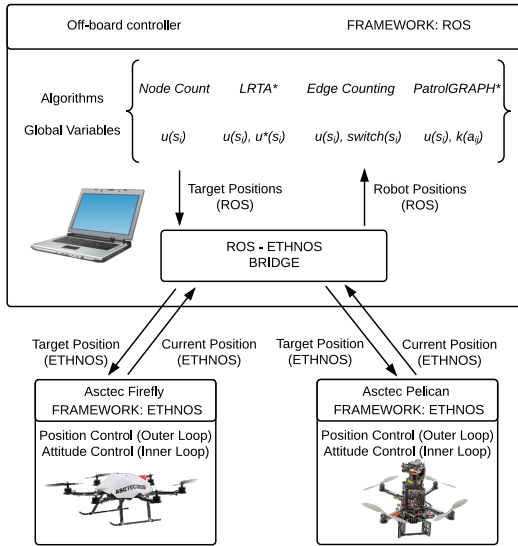 Off-board controller FRAMEWORK: ROS
Algorithms
Global Variables
Node Count LRTA* Edge Counting PatrolGRAPH*
u(sᵢ) u(sᵢ), u*(sᵢ) u(sᵢ), switch(sᵢ) u(sᵢ), k(aᵢⱼ)
Target Positions
(ROS)
Robot Positions
(ROS)
ROS - ETHNOS
BRIDGE
Target Position
(ETHNOS)
Current Position
(ETHNOS)
Target Position
(ETHNOS)
Current Position
(ETHNOS)
Asctec Firefly
FRAMEWORK: ETHNOS
Position Control (Outer Loop)
Attitude Control (Inner Loop)
ASCTEC
Asctec Pelican
FRAMEWORK: ETHNOS
Position Control (Outer Loop)
Attitude Control (Inner Loop)